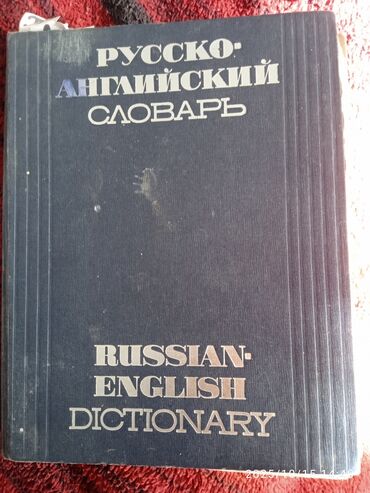 РУССКО-
АНГЛИЙСКИЙ
СЛОВАРЬ
RUSSIAN-
ENGLISH
DICTIONARY